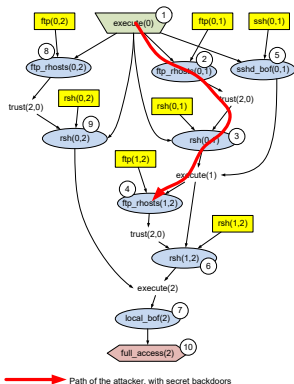 execute(0)
1
ftp(0,2)
ftp(0,1)
ssh(0,1)
8
2
5
ftp_rhosts(0,2)
ftp_rhosts(0,1)
sshd_bof(0,1)
rsh(0,2)
rsh(0,1)
trust(2,0)
trust(2,0)
9
rsh(0,2)
rsh(0,1)
3
ftp(1,2)
execute(1)
4
ftp_rhosts(1,2)
rsh(1,2)
trust(2,0)
rsh(1,2)
6
execute(2)
7
local_bof(2)
10
full_access(2)
Path of the attacker, with secret backdoors